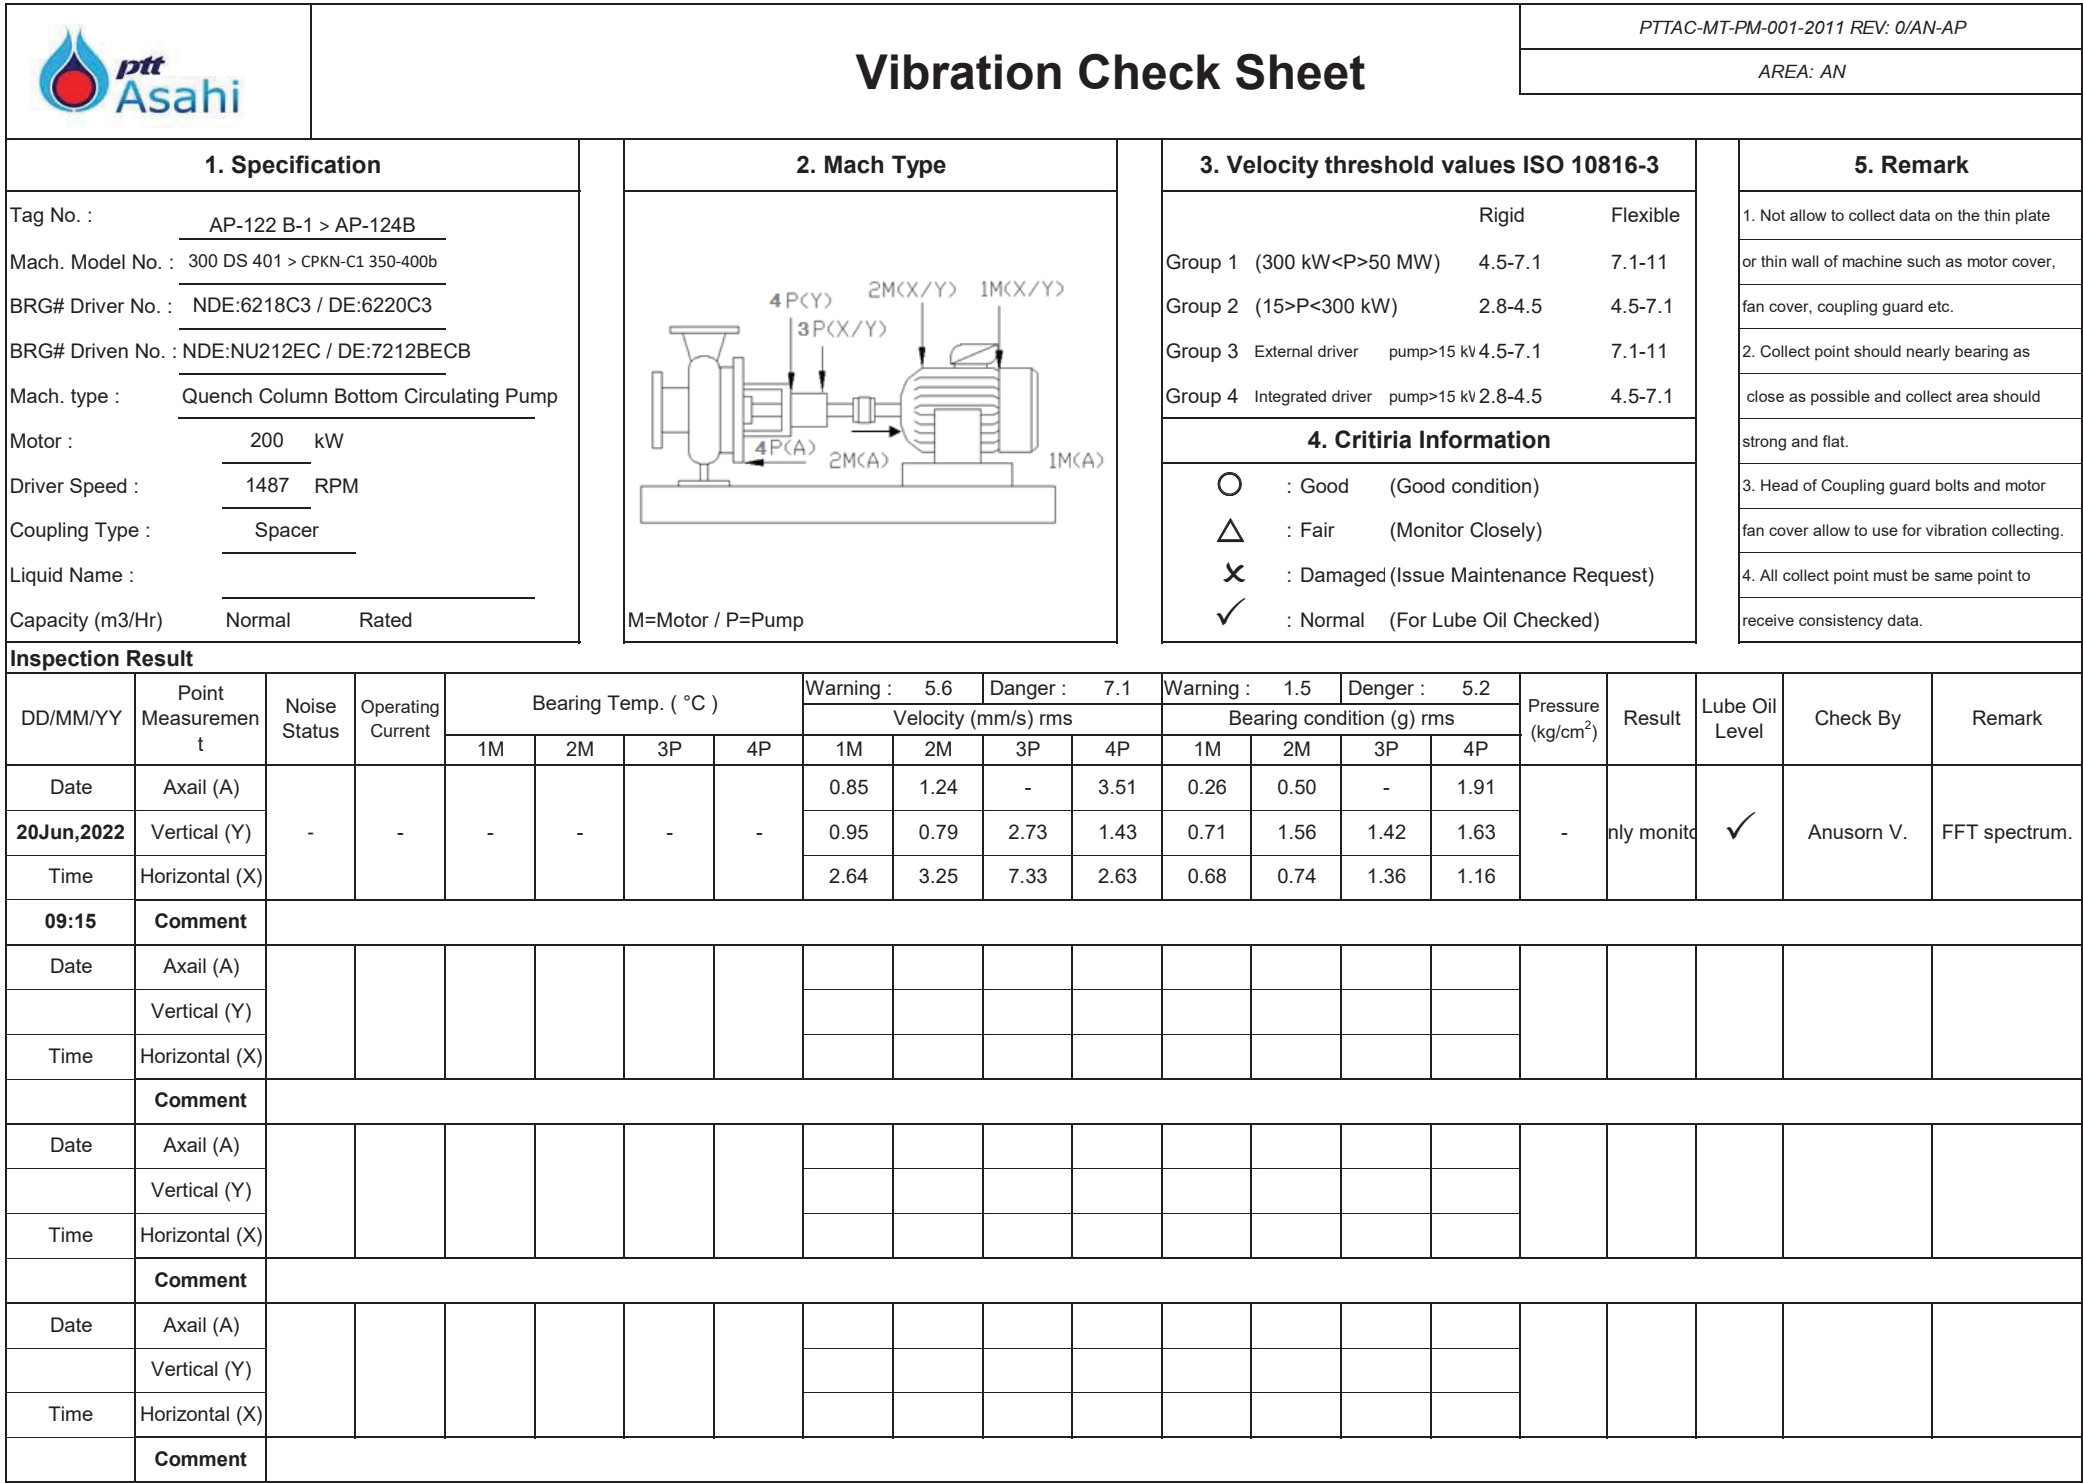 ptt
Asahi
Vibration Check Sheet
PTTAC-MT-PM-001-2011 REV: 0/AN-AP
AREA: AN
1. Specification
Tag No. : AP-122 B-1 > AP-124B
Mach. Model No. : 300 DS 401 > CPKN-C1 350-400b
BRG# Driver No. : NDE:6218C3 / DE:6220C3
BRG# Driven No. : NDE:NU212EC / DE:7212BECB
Mach. type : Quench Column Bottom Circulating Pump
Motor : 200 kW
Driver Speed : 1487 RPM
Coupling Type : Spacer
Liquid Name :
Capacity (m3/Hr) Normal Rated
2. Mach Type
4P(Y) 2M(X/Y) 1M(X/Y)
3P(X/Y)
4P(A) 2M(A) 1M(A)
M=Motor / P=Pump
3. Velocity threshold values ISO 10816-3
Rigid Flexible
Group 1 (300 kW<P>50 MW) 4.5-7.1 7.1-11
Group 2 (15>P<300 kW) 2.8-4.5 4.5-7.1
Group 3 External driver pump>15 kW 4.5-7.1 7.1-11
Group 4 Integrated driver pump>15 kW 2.8-4.5 4.5-7.1
4. Critiria Information
○ : Good (Good condition)
△ : Fair (Monitor Closely)
✗ : Damaged (Issue Maintenance Request)
✓ : Normal (For Lube Oil Checked)
5. Remark
1. Not allow to collect data on the thin plate
or thin wall of machine such as motor cover,
fan cover, coupling guard etc.
2. Collect point should nearly bearing as
close as possible and collect area should
strong and flat.
3. Head of Coupling guard bolts and motor
fan cover allow to use for vibration collecting.
4. All collect point must be same point to
receive consistency data.
Inspection Result
DD/MM/YY Point Measurement Noise Status Operating Current Bearing Temp. ( °C ) Warning : 5.6 Danger : 7.1 Warning : 1.5 Denger : 5.2 Pressure (kg/cm2) Result Lube Oil Level Check By Remark
Velocity (mm/s) rms Bearing condition (g) rms
1M 2M 3P 4P 1M 2M 3P 4P 1M 2M 3P 4P
Date Axail (A) 0.85 1.24 - 3.51 0.26 0.50 - 1.91
20Jun,2022 Vertical (Y) - - - - - - 0.95 0.79 2.73 1.43 0.71 1.56 1.42 1.63 - nly monito ✓ Anusorn V. FFT spectrum.
Time Horizontal (X) 2.64 3.25 7.33 2.63 0.68 0.74 1.36 1.16
09:15 Comment
Date Axail (A)
Vertical (Y)
Time Horizontal (X)
Comment
Date Axail (A)
Vertical (Y)
Time Horizontal (X)
Comment
Date Axail (A)
Vertical (Y)
Time Horizontal (X)
Comment